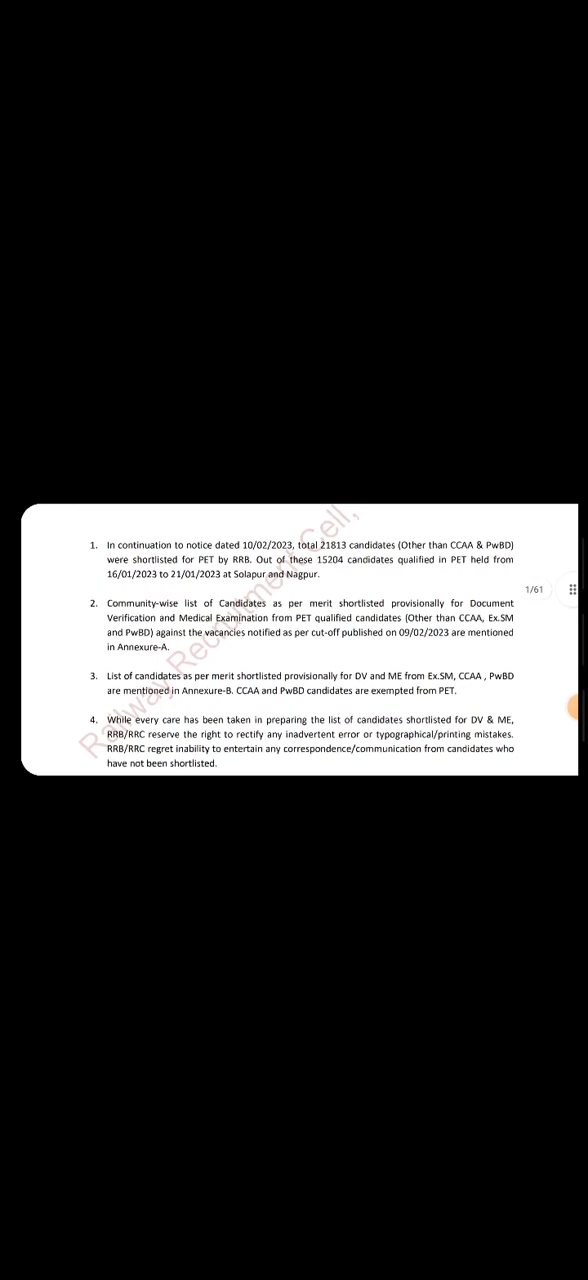 1. In continuation to notice dated 10/02/2023, total 21813 candidates (Other than CCAA & PwBD)
were shortlisted for PET by RRB. Out of these 15204 candidates qualified in PET held from
16/01/2023 to 21/01/2023 at Solapur and Nagpur.
1/61
2. Community-wise list of Candidates as per merit shortlisted provisionally for Document
Verification and Medical Examination from PET qualified candidates (Other than CCAA, Ex.SM
and PwBD) against the vacancies notified as per cut-off published on 09/02/2023 are mentioned
in Annexure-A.
3. List of candidates as per merit shortlisted provisionally for DV and ME from Ex.SM, CCAA , PwBD
are mentioned in Annexure-B. CCAA and PwBD candidates are exempted from PET.
4. While every care has been taken in preparing the list of candidates shortlisted for DV & ME,
RRB/RRC reserve the right to rectify any inadvertent error or typographical/printing mistakes.
RRB/RRC regret inability to entertain any correspondence/communication from candidates who
have not been shortlisted.
Railway Recruitment Cell,